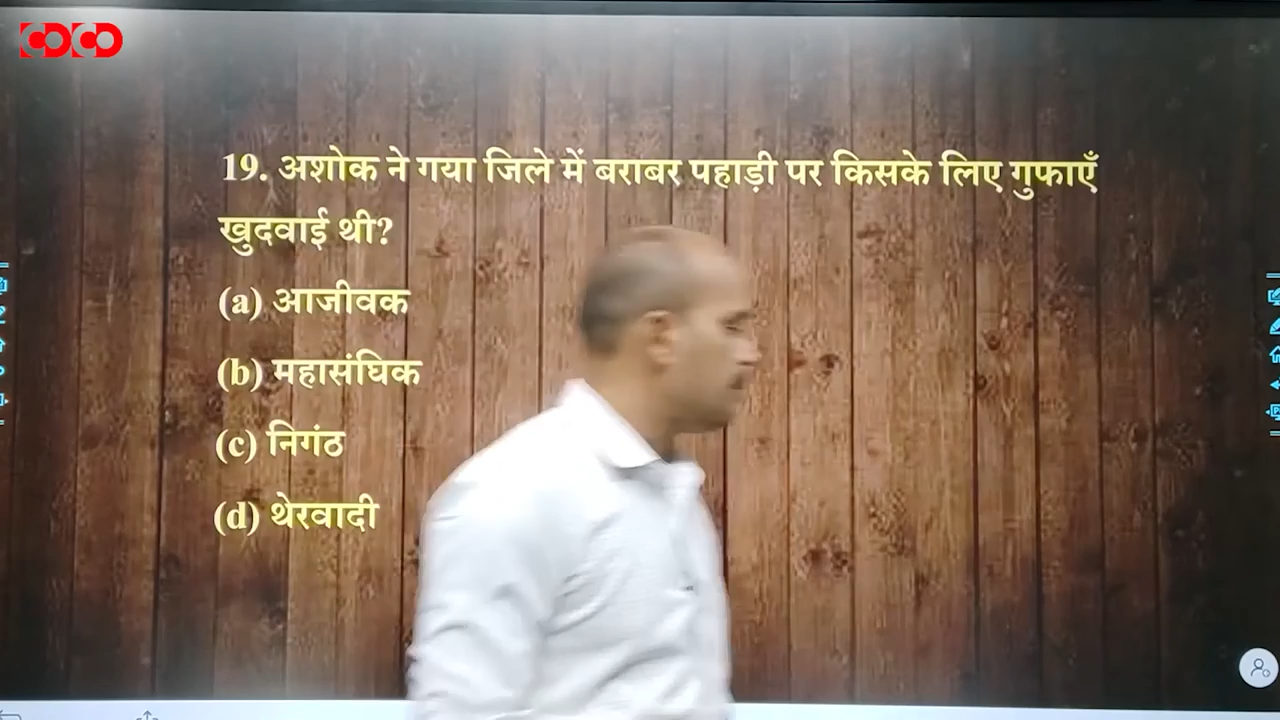 19. अशोक ने गया जिले में बराबर पहाड़ी पर किसके लिए गुफाएँ
खुदवाई थी?
(a) आजीवक
(b) महासंघिक
(c) निगंठ
(d) थेरवादी